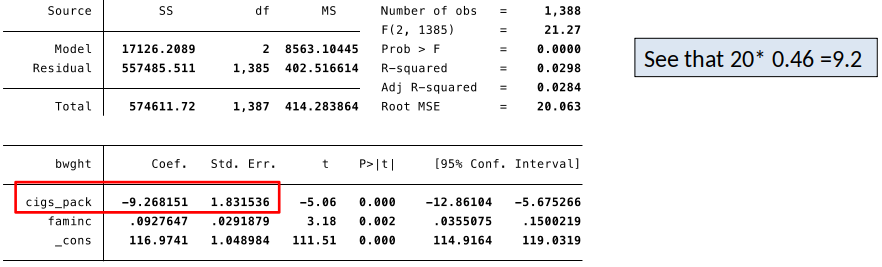 Source SS df MS Number of obs = 1,388
F(2, 1385) = 21.27
Model 17126.2089 2 8563.10445 Prob > F = 0.0000
Residual 557485.511 1,385 402.516614 R-squared = 0.0298
Adj R-squared = 0.0284
Total 574611.72 1,387 414.283864 Root MSE = 20.063
See that 20* 0.46 =9.2
bwght Coef. Std. Err. t P>|t| [95% Conf. Interval]
cigs_pack -9.268151 1.831536 -5.06 0.000 -12.86104 -5.675266
faminc .0927647 .0291879 3.18 0.002 .0355075 .1500219
_cons 116.9741 1.048984 111.51 0.000 114.9164 119.0319